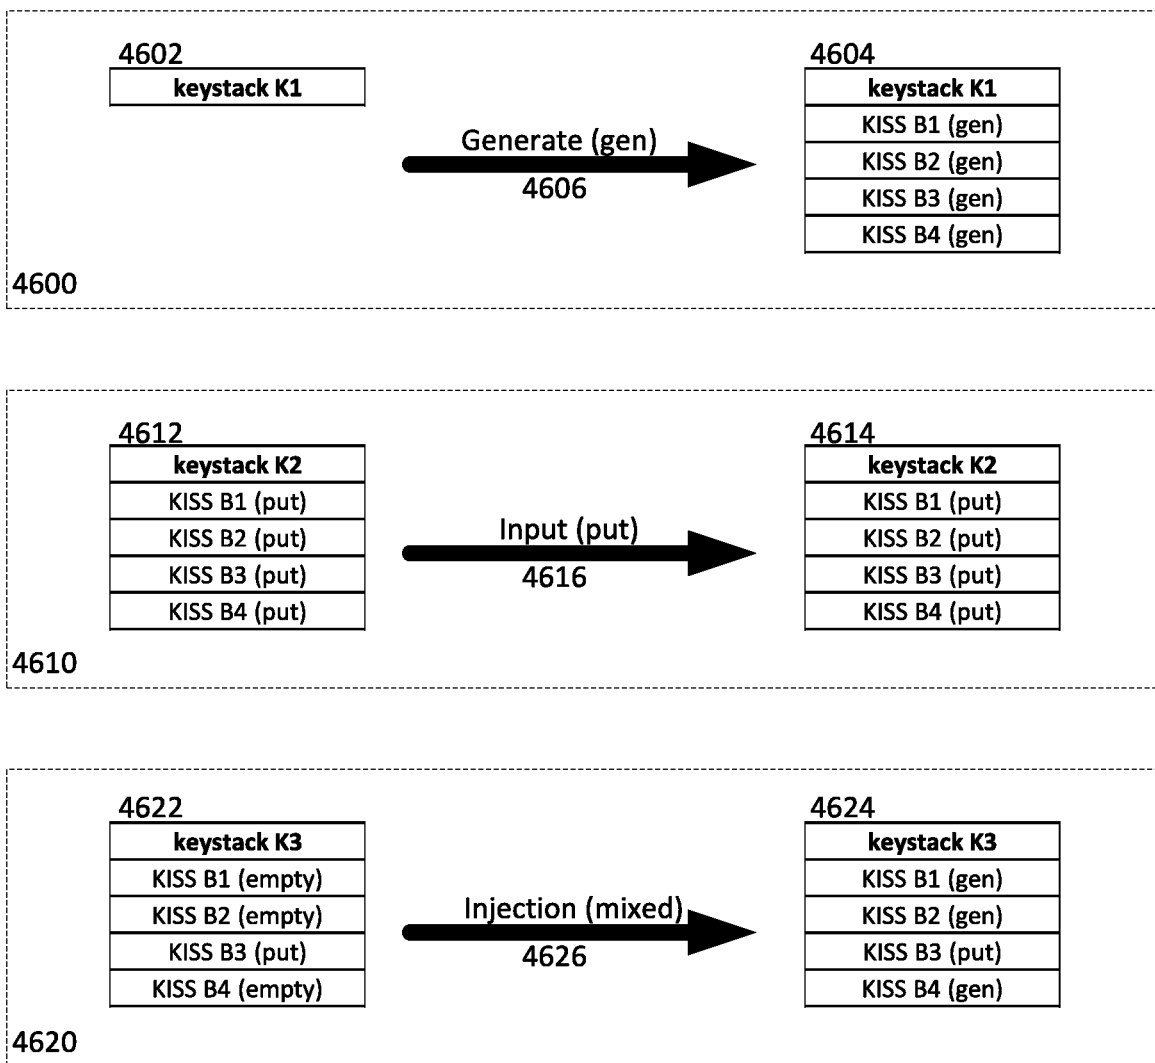 4602
keystack K1
Generate (gen)
4606
4604
keystack K1
KISS B1 (gen)
KISS B2 (gen)
KISS B3 (gen)
KISS B4 (gen)
4600
4612
keystack K2
KISS B1 (put)
KISS B2 (put)
KISS B3 (put)
KISS B4 (put)
Input (put)
4616
4614
keystack K2
KISS B1 (put)
KISS B2 (put)
KISS B3 (put)
KISS B4 (put)
4610
4622
keystack K3
KISS B1 (empty)
KISS B2 (empty)
KISS B3 (put)
KISS B4 (empty)
Injection (mixed)
4626
4624
keystack K3
KISS B1 (gen)
KISS B2 (gen)
KISS B3 (put)
KISS B4 (gen)
4620